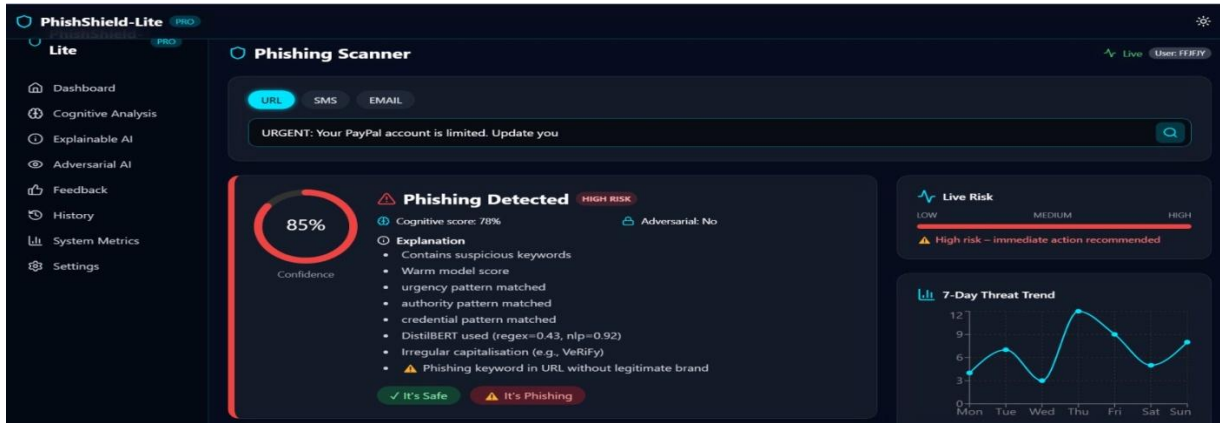 PhishShield-Lite PRO
PhishShield-
Lite PRO
Dashboard
Cognitive Analysis
Explainable AI
Adversarial AI
Feedback
History
System Metrics
Settings
Phishing Scanner
Live User: FFJFJY
URL SMS EMAIL
URGENT: Your PayPal account is limited. Update you
85%
Confidence
Phishing Detected HIGH RISK
Cognitive score: 78% Adversarial: No
Explanation
Contains suspicious keywords
Warm model score
urgency pattern matched
authority pattern matched
credential pattern matched
DistilBERT used (regex=0.43, nlp=0.92)
Irregular capitalisation (e.g., VeRiFy)
Phishing keyword in URL without legitimate brand
✓ It's Safe It's Phishing
Live Risk
LOW MEDIUM HIGH
High risk – immediate action recommended
7-Day Threat Trend
12
9
6
3
0
Mon Tue Wed Thu Fri Sat Sun